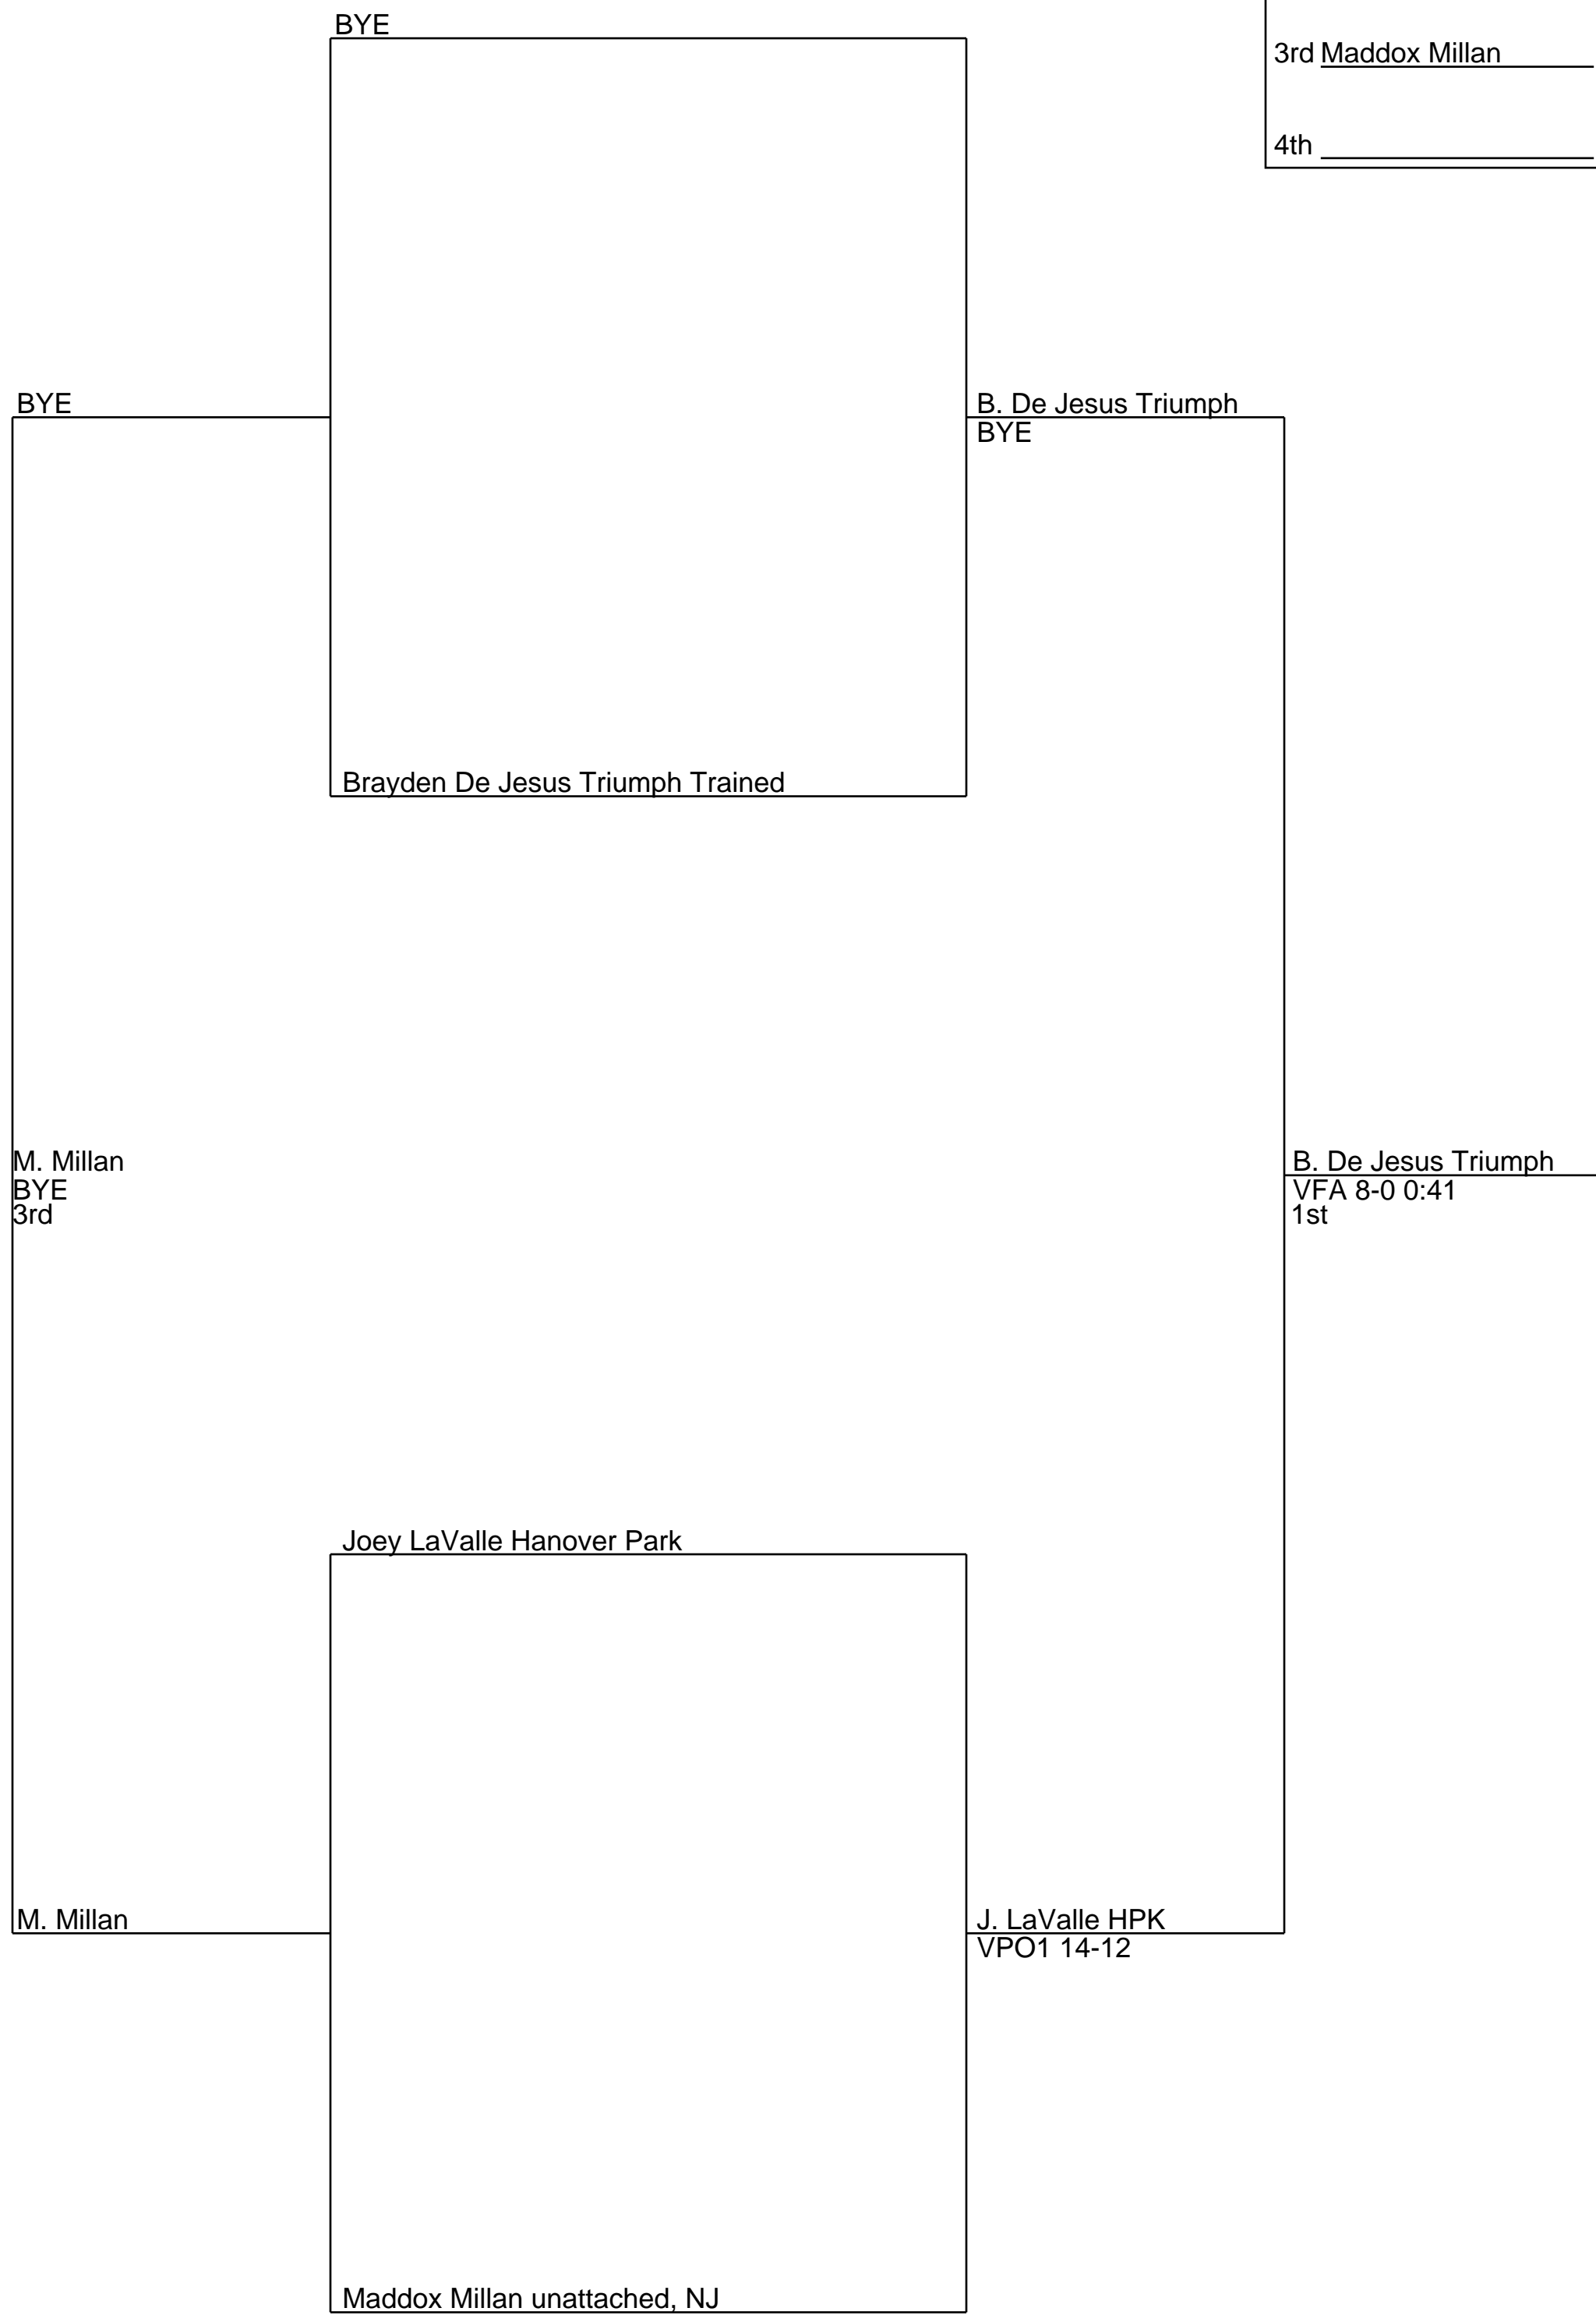 BYE
3rd Maddox Millan
4th
BYE
B. De Jesus Triumph
BYE
Brayden De Jesus Triumph Trained
M. Millan
BYE
3rd
B. De Jesus Triumph
VFA 8-0 0:41
1st
Joey LaValle Hanover Park
M. Millan
J. LaValle HPK
VPO1 14-12
Maddox Millan unattached, NJ